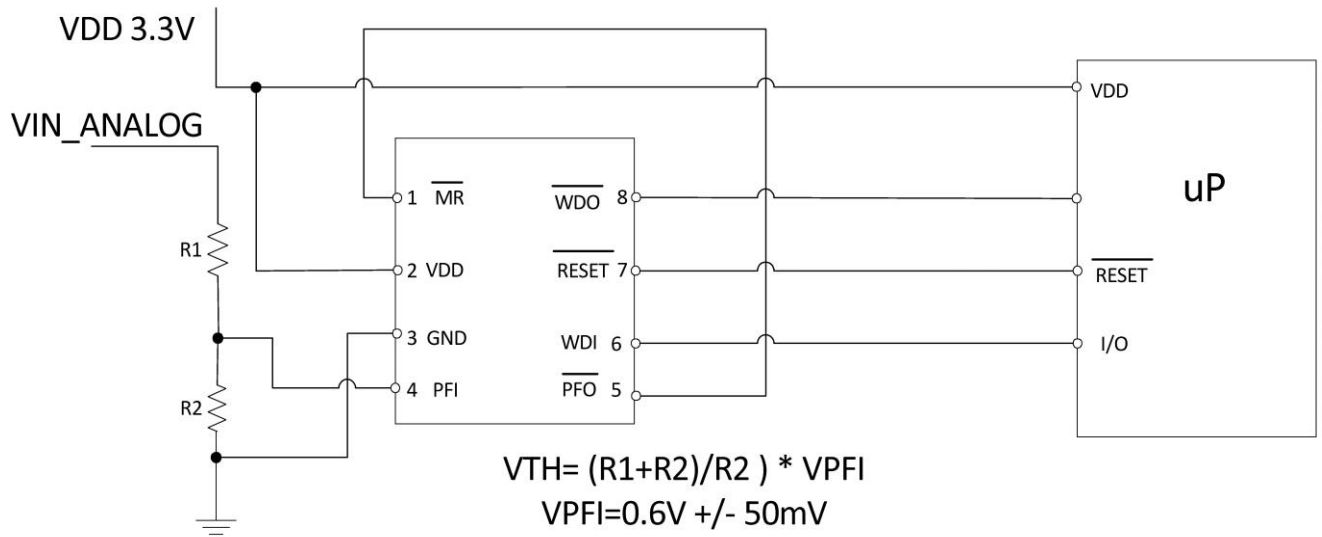 VDD 3.3V
VIN_ANALOG
VDD
uP
1 MR
WDO 8
R1
2 VDD
RESET 7
RESET
3 GND
WDI 6
I/O
4 PFI
PFO 5
R2
VTH= (R1+R2)/R2 ) * VPFI
VPFI=0.6V +/- 50mV